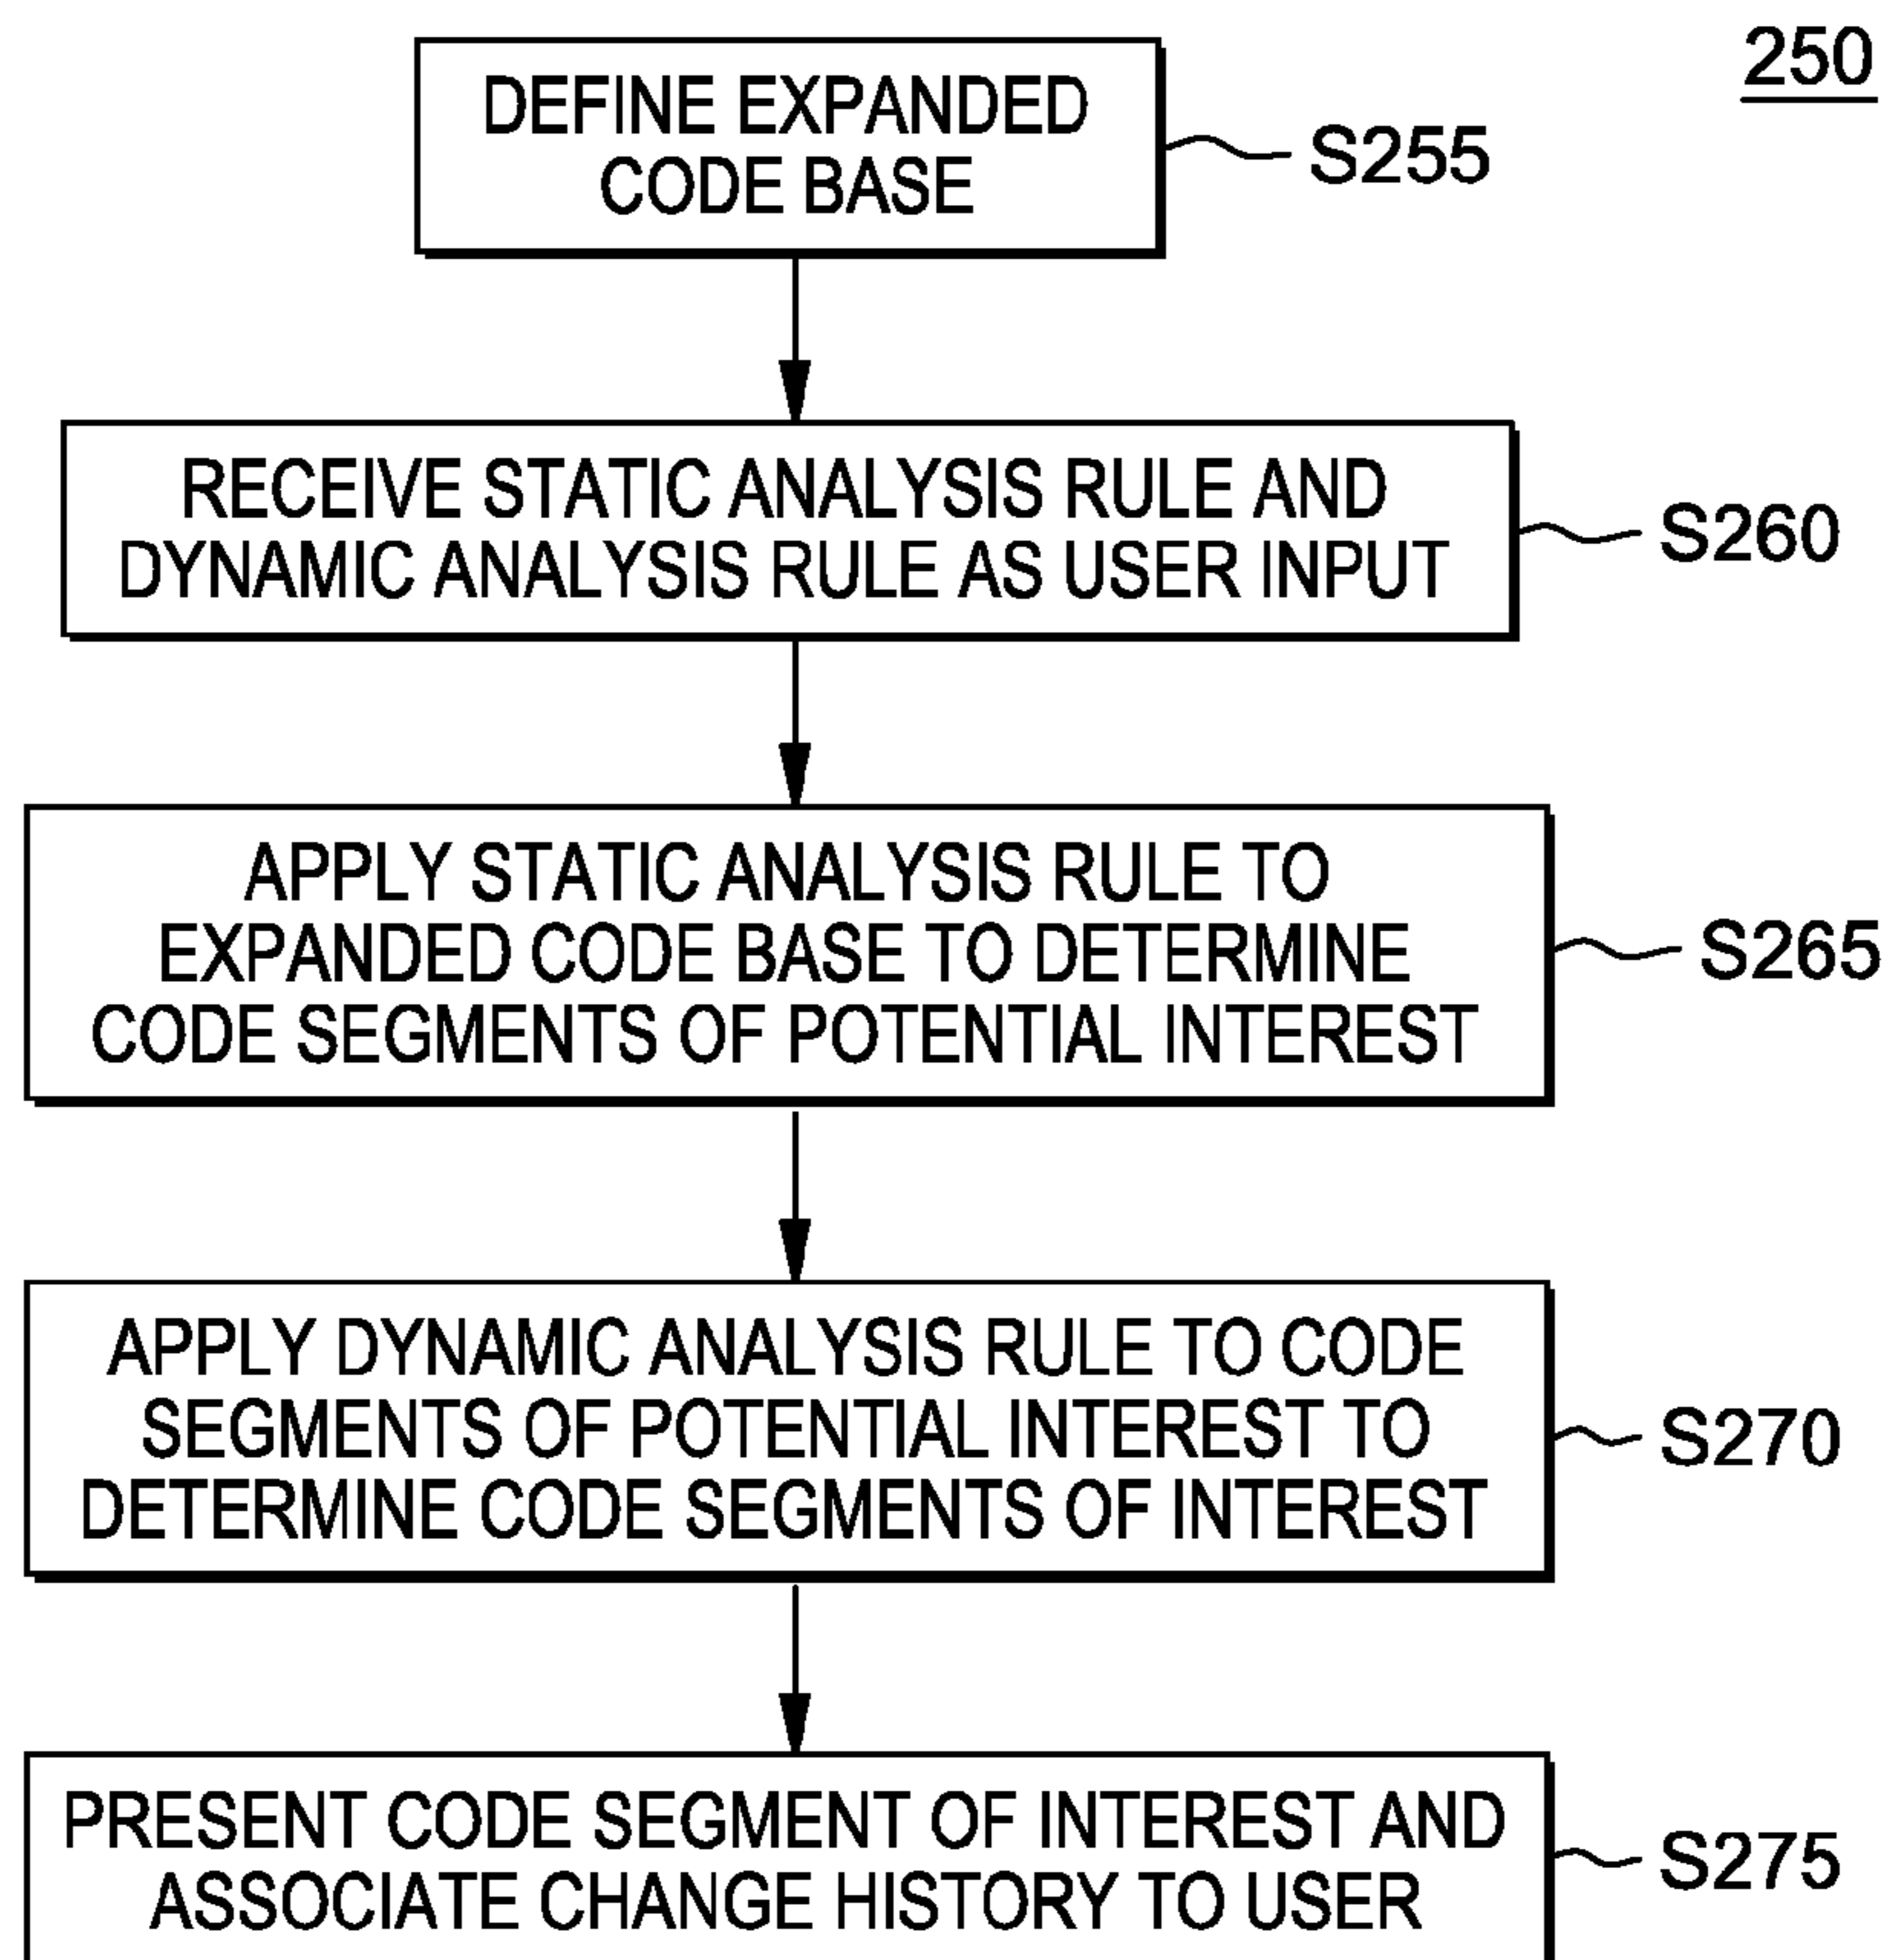 250
DEFINE EXPANDED
CODE BASE
S255
RECEIVE STATIC ANALYSIS RULE AND
DYNAMIC ANALYSIS RULE AS USER INPUT
S260
APPLY STATIC ANALYSIS RULE TO
EXPANDED CODE BASE TO DETERMINE
CODE SEGMENTS OF POTENTIAL INTEREST
S265
APPLY DYNAMIC ANALYSIS RULE TO CODE
SEGMENTS OF POTENTIAL INTEREST TO
DETERMINE CODE SEGMENTS OF INTEREST
S270
PRESENT CODE SEGMENT OF INTEREST AND
ASSOCIATE CHANGE HISTORY TO USER
S275